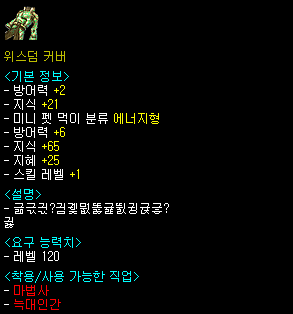 위스덤 커버
<기본 정보>
- 방어력 +2
- 지식 +21
- 미니 펫 먹이 분류 에너지형
- 방어력 +6
- 지식 +65
- 지혜 +25
- 스킬 레벨 +1
<설명>
<요구 능력치>
- 레벨 120
<착용/사용 가능한 직업>
- 마법사
- 늑대인간